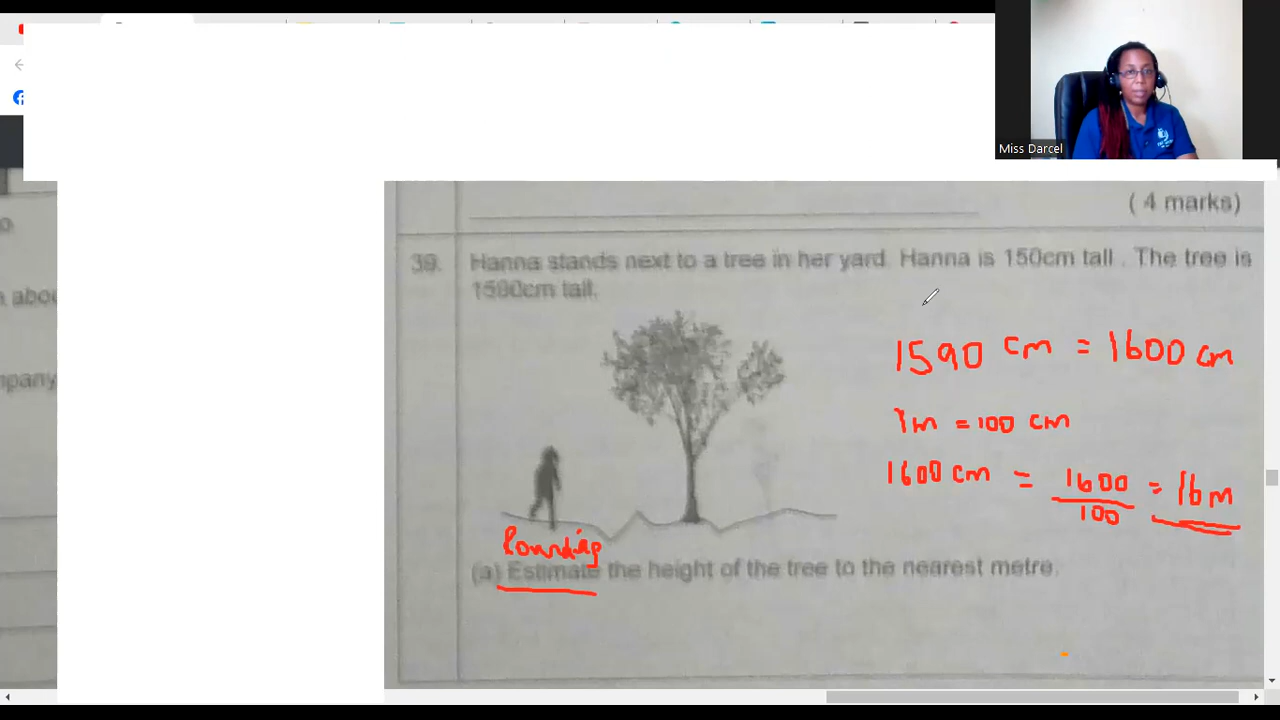 Miss Darcel
( 4 marks)
39. Hanna stands next to a tree in her yard. Hanna is 150cm tall . The tree is
1590cm tall.
1590 cm = 1600 cm
1m = 100 cm
1600 cm = 1600/100 = 16m
Rounding
(a) Estimate the height of the tree to the nearest metre.
o
n abou
mpany